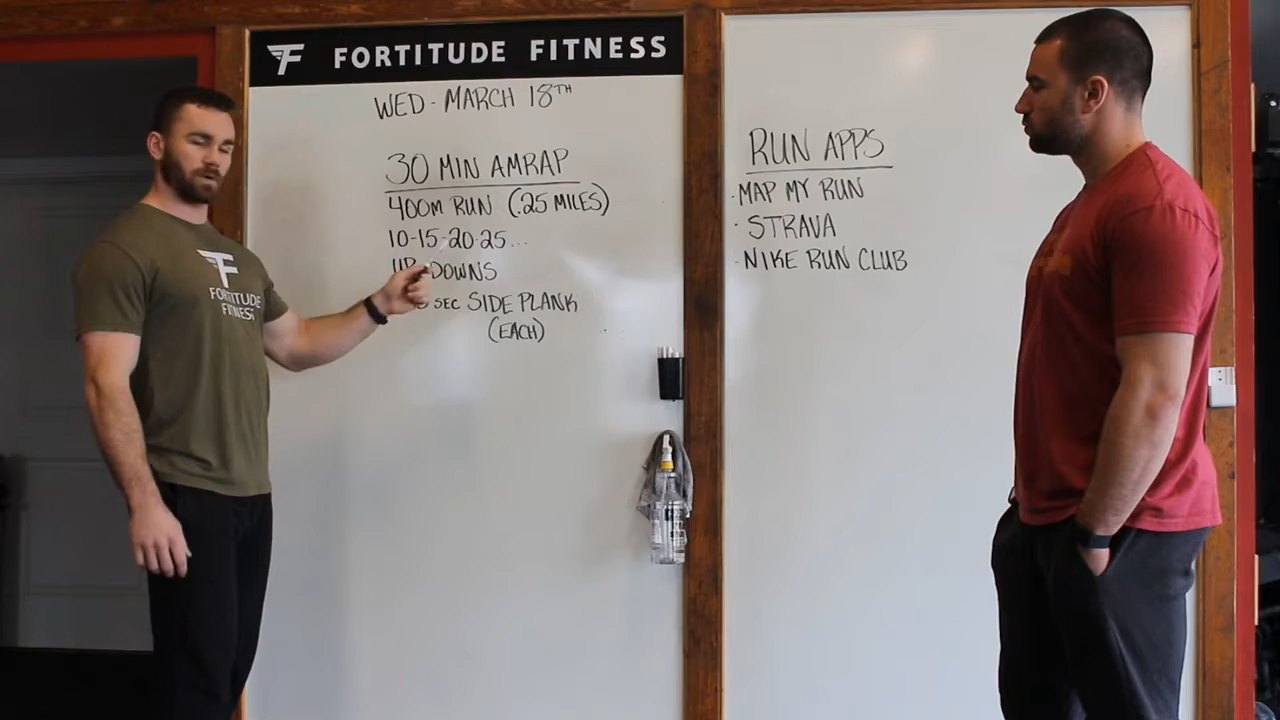 FORTITUDE FITNESS
WED - MARCH 18TH
30 MIN AMRAP
400M RUN (.25 MILES)
10-15-20-25...
DOWNS
SEC SIDE PLANK
(EACH)
RUN APPS
· MAP MY RUN
· STRAVA
· NIKE RUN CLUB
F
FORTITUDE
FITNESS